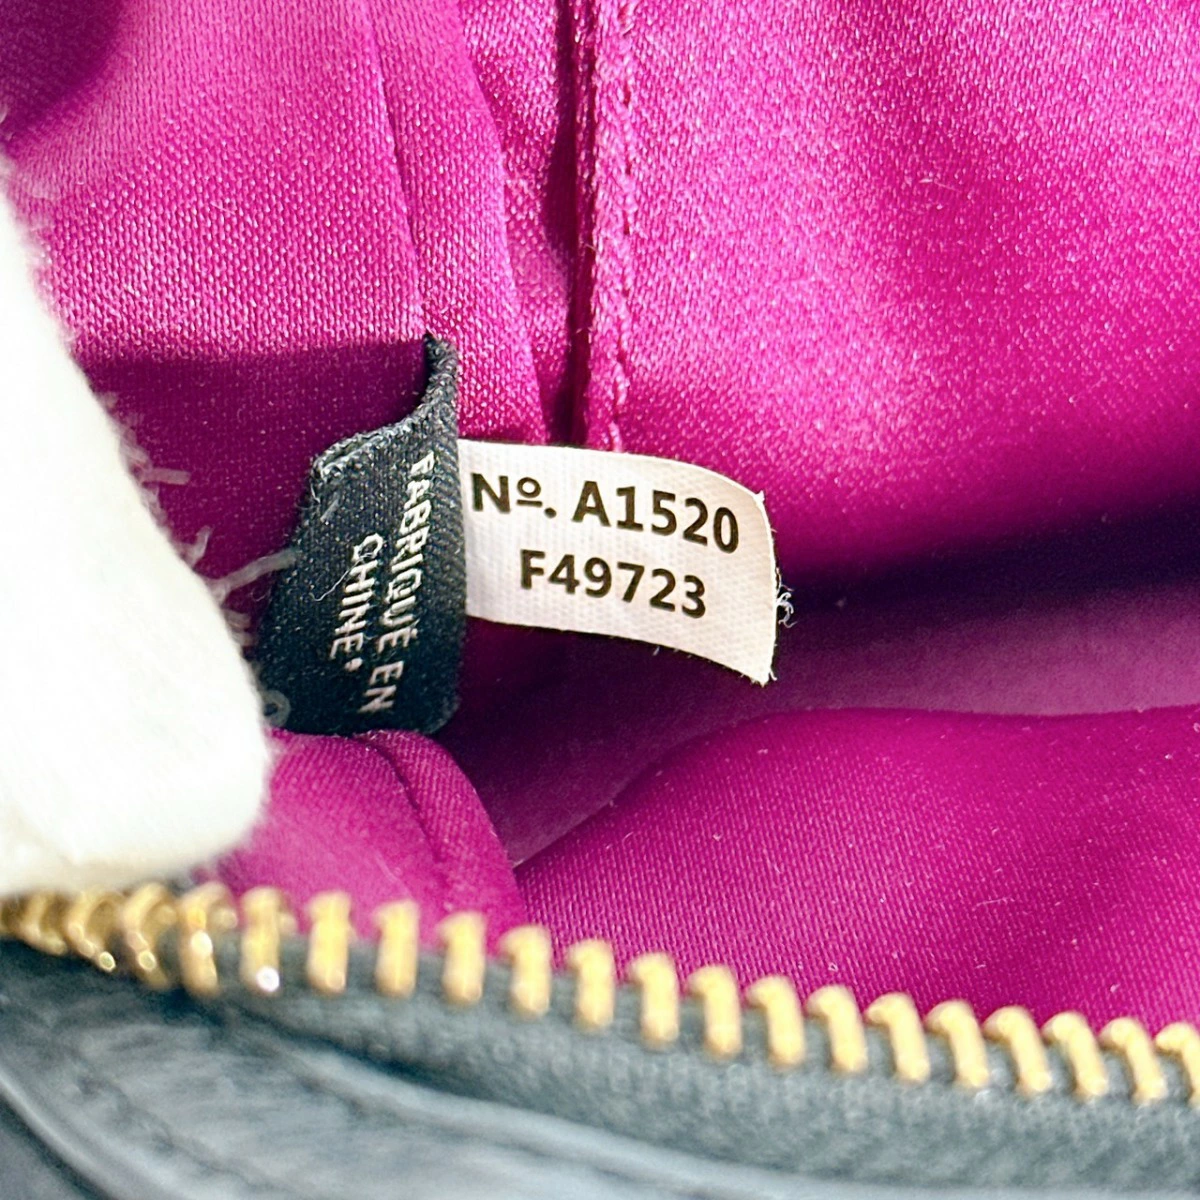 Nº. A1520
F49723
FABRIQUÉ EN
CHINE.